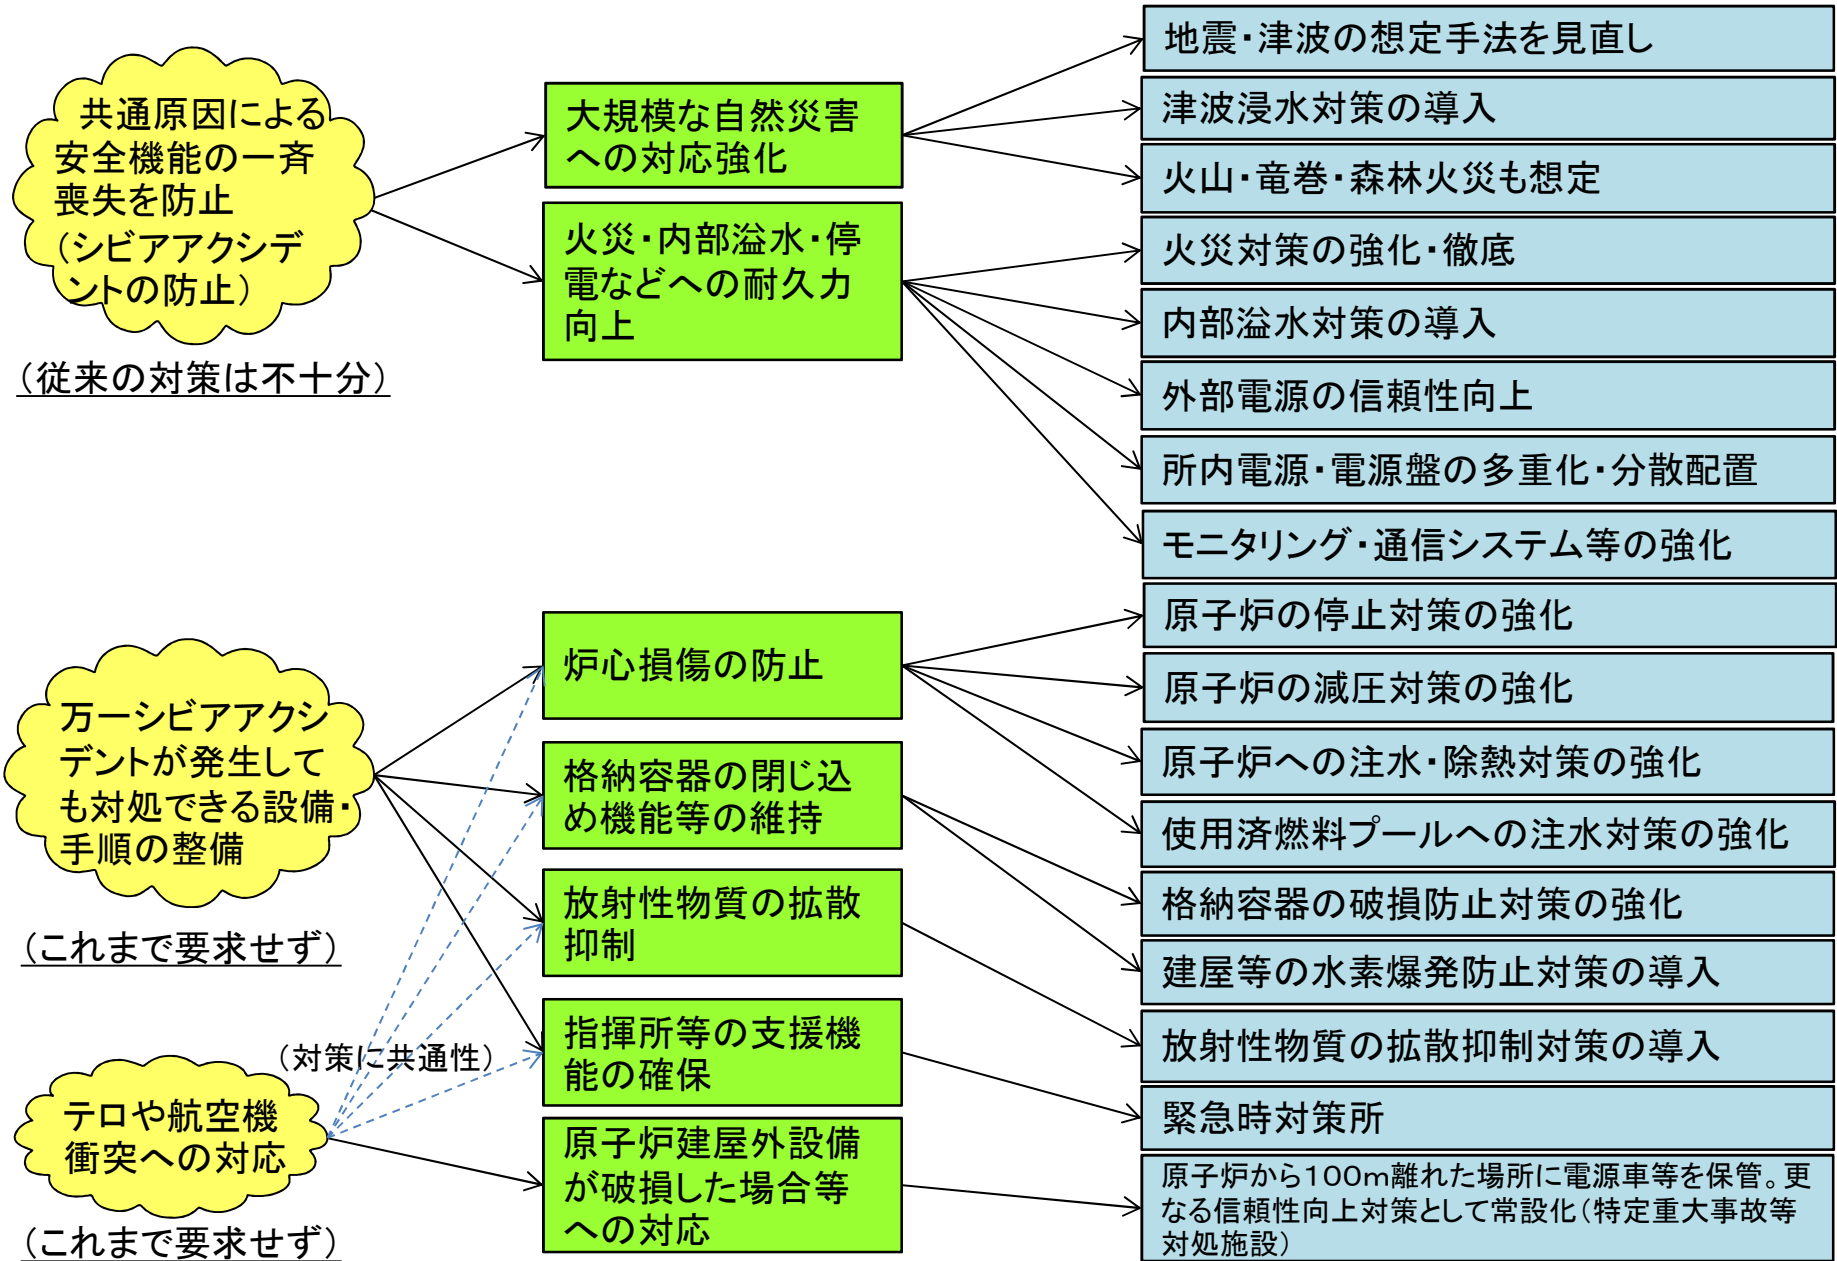 共通原因による
安全機能の一斉
喪失を防止
（シビアアクシデ
ントの防止）
（従来の対策は不十分）
万一シビアアクシ
デントが発生して
も対処できる設備・
手順の整備
（これまで要求せず）
（対策に共通性）
テロや航空機
衝突への対応
（これまで要求せず）
大規模な自然災害
への対応強化
火災・内部溢水・停
電などへの耐久力
向上
炉心損傷の防止
格納容器の閉じ込
め機能等の維持
放射性物質の拡散
抑制
指揮所等の支援機
能の確保
原子炉建屋外設備
が破損した場合等
への対応
地震・津波の想定手法を見直し
津波浸水対策の導入
火山・竜巻・森林火災も想定
火災対策の強化・徹底
内部溢水対策の導入
外部電源の信頼性向上
所内電源・電源盤の多重化・分散配置
モニタリング・通信システム等の強化
原子炉の停止対策の強化
原子炉の減圧対策の強化
原子炉への注水・除熱対策の強化
使用済燃料プールへの注水対策の強化
格納容器の破損防止対策の強化
建屋等の水素爆発防止対策の導入
放射性物質の拡散抑制対策の導入
緊急時対策所
原子炉から１００ｍ離れた場所に電源車等を保管。更
なる信頼性向上対策として常設化（特定重大事故等
対処施設）